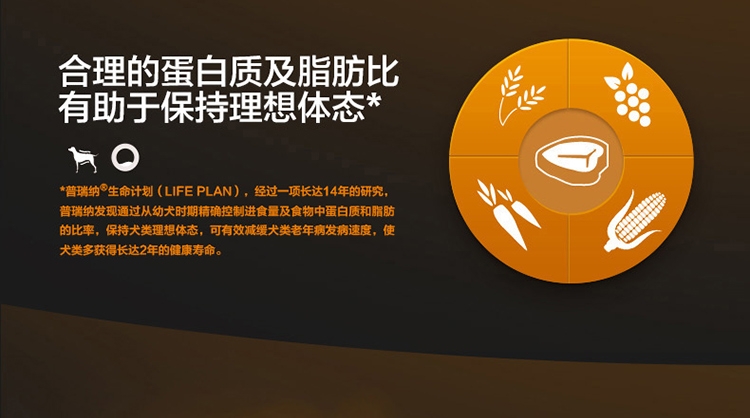 合理的蛋白质及脂肪比
有助于保持理想体态*
*普瑞纳®生命计划（LIFE PLAN），经过一项长达14年的研究，
普瑞纳发现通过从幼犬时期精确控制进食量及食物中蛋白质和脂肪
的比率，保持犬类理想体态，可有效减缓犬类老年病发病速度，使
犬类多获得长达2年的健康寿命。